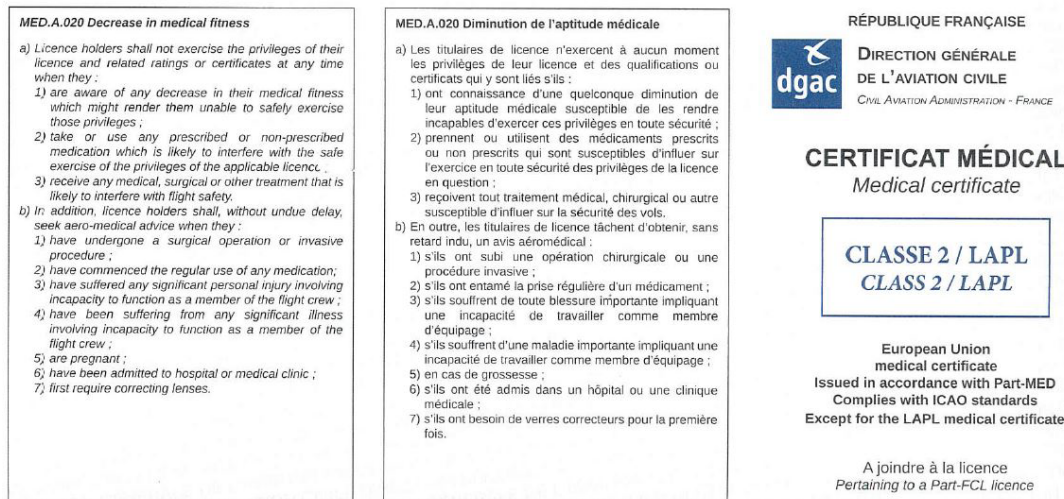 MED.A.020 Decrease in medical fitness
a) Licence holders shall not exercise the privileges of their
licence and related ratings or certificates at any time
when they :
1) are aware of any decrease in their medical fitness
which might render them unable to safely exercise
those privileges ;
2) take or use any prescribed or non-prescribed
medication which is likely to interfere with the safe
exercise of the privileges of the applicable licence ,
3) receive any medical, surgical or other treatment that is
likely to interfere with flight safety.
b) In addition, licence holders shall, without undue delay,
seek aero-medical advice when they :
1) have undergone a surgical operation or invasive
procedure ;
2) have commenced the regular use of any medication;
3) have suffered any significant personal injury involving
incapacity to function as a member of the flight crew ;
4) have been suffering from any significant illness
involving incapacity to function as a member of the
flight crew ;
5) are pregnant ;
6) have been admitted to hospital or medical clinic ;
7) first require correcting lenses.
MED.A.020 Diminution de l'aptitude médicale
a) Les titulaires de licence n'exercent à aucun moment
les privilèges de leur licence et des qualifications ou
certificats qui y sont liés s'ils :
1) ont connaissance d'une quelconque diminution de
leur aptitude médicale susceptible de les rendre
incapables d'exercer ces privilèges en toute sécurité ;
2) prennent ou utilisent des médicaments prescrits
ou non prescrits qui sont susceptibles d'influer sur
l'exercice en toute sécurité des privilèges de la licence
en question ;
3) reçoivent tout traitement médical, chirurgical ou autre
susceptible d'influer sur la sécurité des vols.
b) En outre, les titulaires de licence tâchent d'obtenir, sans
retard indu, un avis aéromédical :
1) s'ils ont subi une opération chirurgicale ou une
procédure invasive ;
2) s'ils ont entamé la prise régulière d'un médicament ;
3) s'ils souffrent de toute blessure importante impliquant
une incapacité de travailler comme membre
d'équipage ;
4) s'ils souffrent d'une maladie importante impliquant une
incapacité de travailler comme membre d'équipage ;
5) en cas de grossesse ;
6) s'ils ont été admis dans un hôpital ou une clinique
médicale ;
7) s'ils ont besoin de verres correcteurs pour la première
fois.
RÉPUBLIQUE FRANÇAISE
dgac
DIRECTION GÉNÉRALE
DE L'AVIATION CIVILE
CIVIL AVIATION ADMINISTRATION - FRANCE
CERTIFICAT MÉDICAL
Medical certificate
CLASSE 2 / LAPL
CLASS 2 / LAPL
European Union
medical certificate
Issued in accordance with Part-MED
Complies with ICAO standards
Except for the LAPL medical certificate
A joindre à la licence
Pertaining to a Part-FCL licence